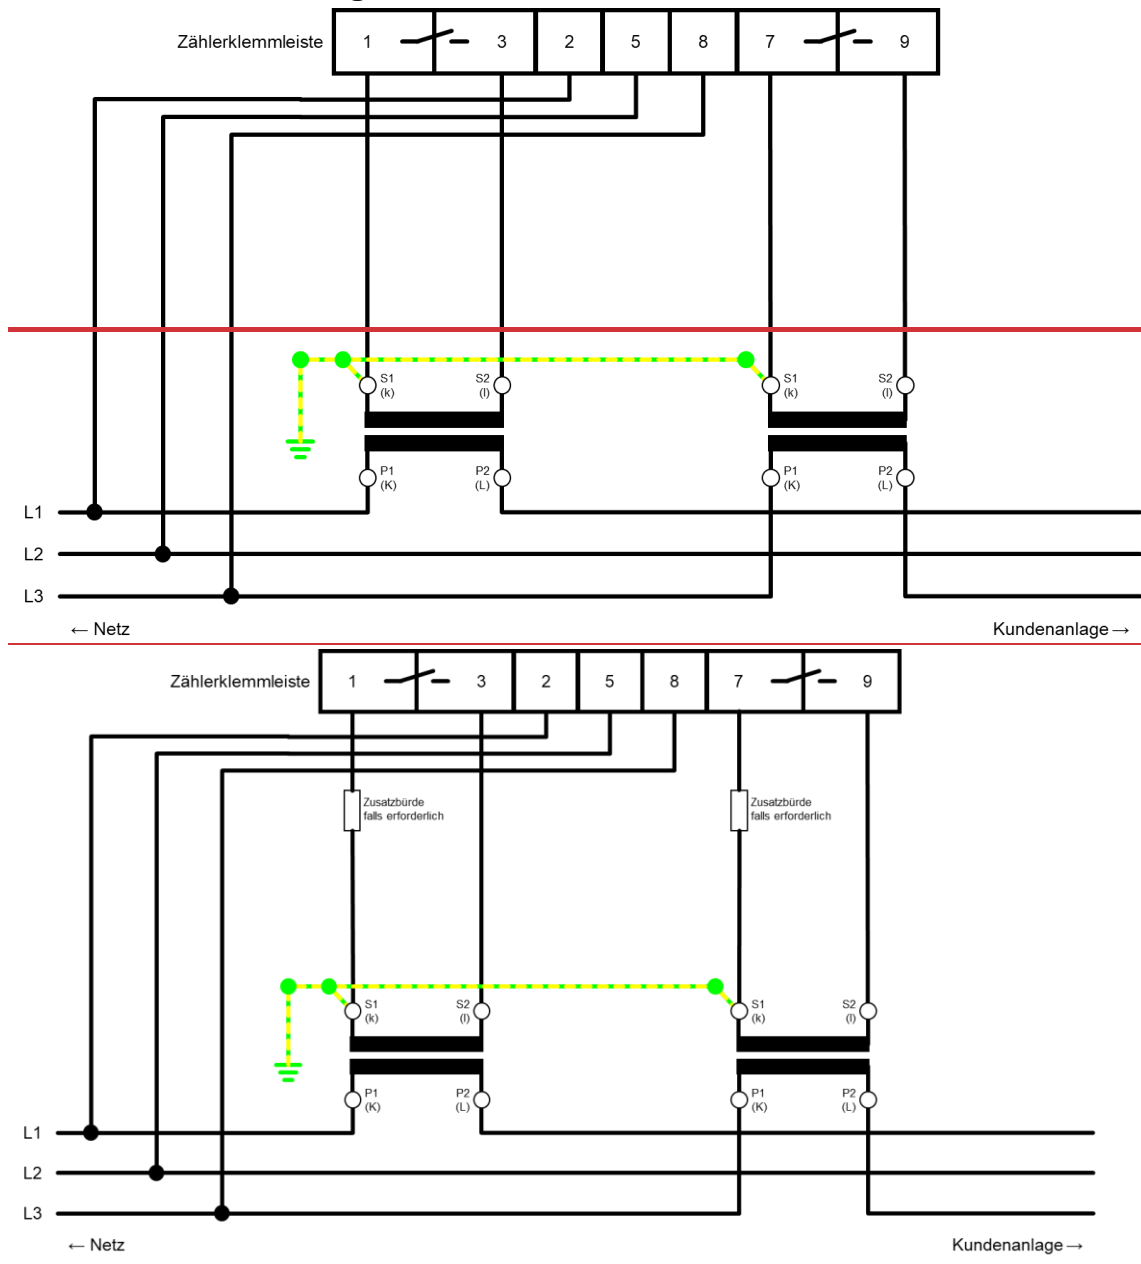 Zählerklemmleiste 1 3 2 5 8 7 9
S1 S2 S1 S2
(k) (l) (k) (l)
P1 P2 P1 P2
(K) (L) (K) (L)
L1
L2
L3
← Netz Kundenanlage →
Zählerklemmleiste 1 3 2 5 8 7 9
Zusatzbürde Zusatzbürde
falls erforderlich falls erforderlich
S1 S2 S1 S2
(k) (l) (k) (l)
P1 P2 P1 P2
(K) (L) (K) (L)
L1
L2
L3
← Netz Kundenanlage →